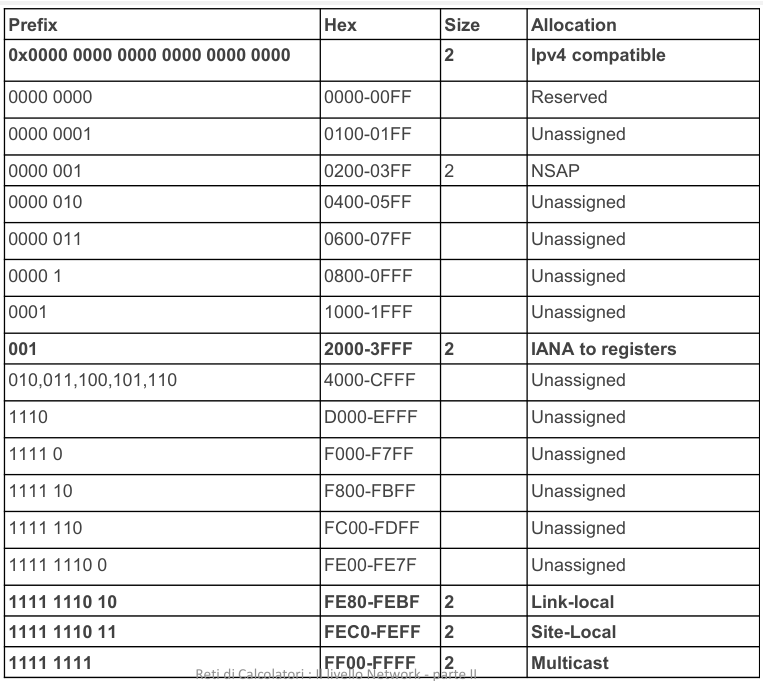 Prefix Hex Size Allocation
0x0000 0000 0000 0000 0000 0000 2 Ipv4 compatible
0000 0000 0000-00FF Reserved
0000 0001 0100-01FF Unassigned
0000 001 0200-03FF 2 NSAP
0000 010 0400-05FF Unassigned
0000 011 0600-07FF Unassigned
0000 1 0800-0FFF Unassigned
0001 1000-1FFF Unassigned
001 2000-3FFF 2 IANA to registers
010,011,100,101,110 4000-CFFF Unassigned
1110 D000-EFFF Unassigned
1111 0 F000-F7FF Unassigned
1111 10 F800-FBFF Unassigned
1111 110 FC00-FDFF Unassigned
1111 1110 0 FE00-FE7F Unassigned
1111 1110 10 FE80-FEBF 2 Link-local
1111 1110 11 FEC0-FEFF 2 Site-Local
1111 1111 FF00-FFFF 2 Multicast
Reti di Calcolatori : Il livello Network - parte II